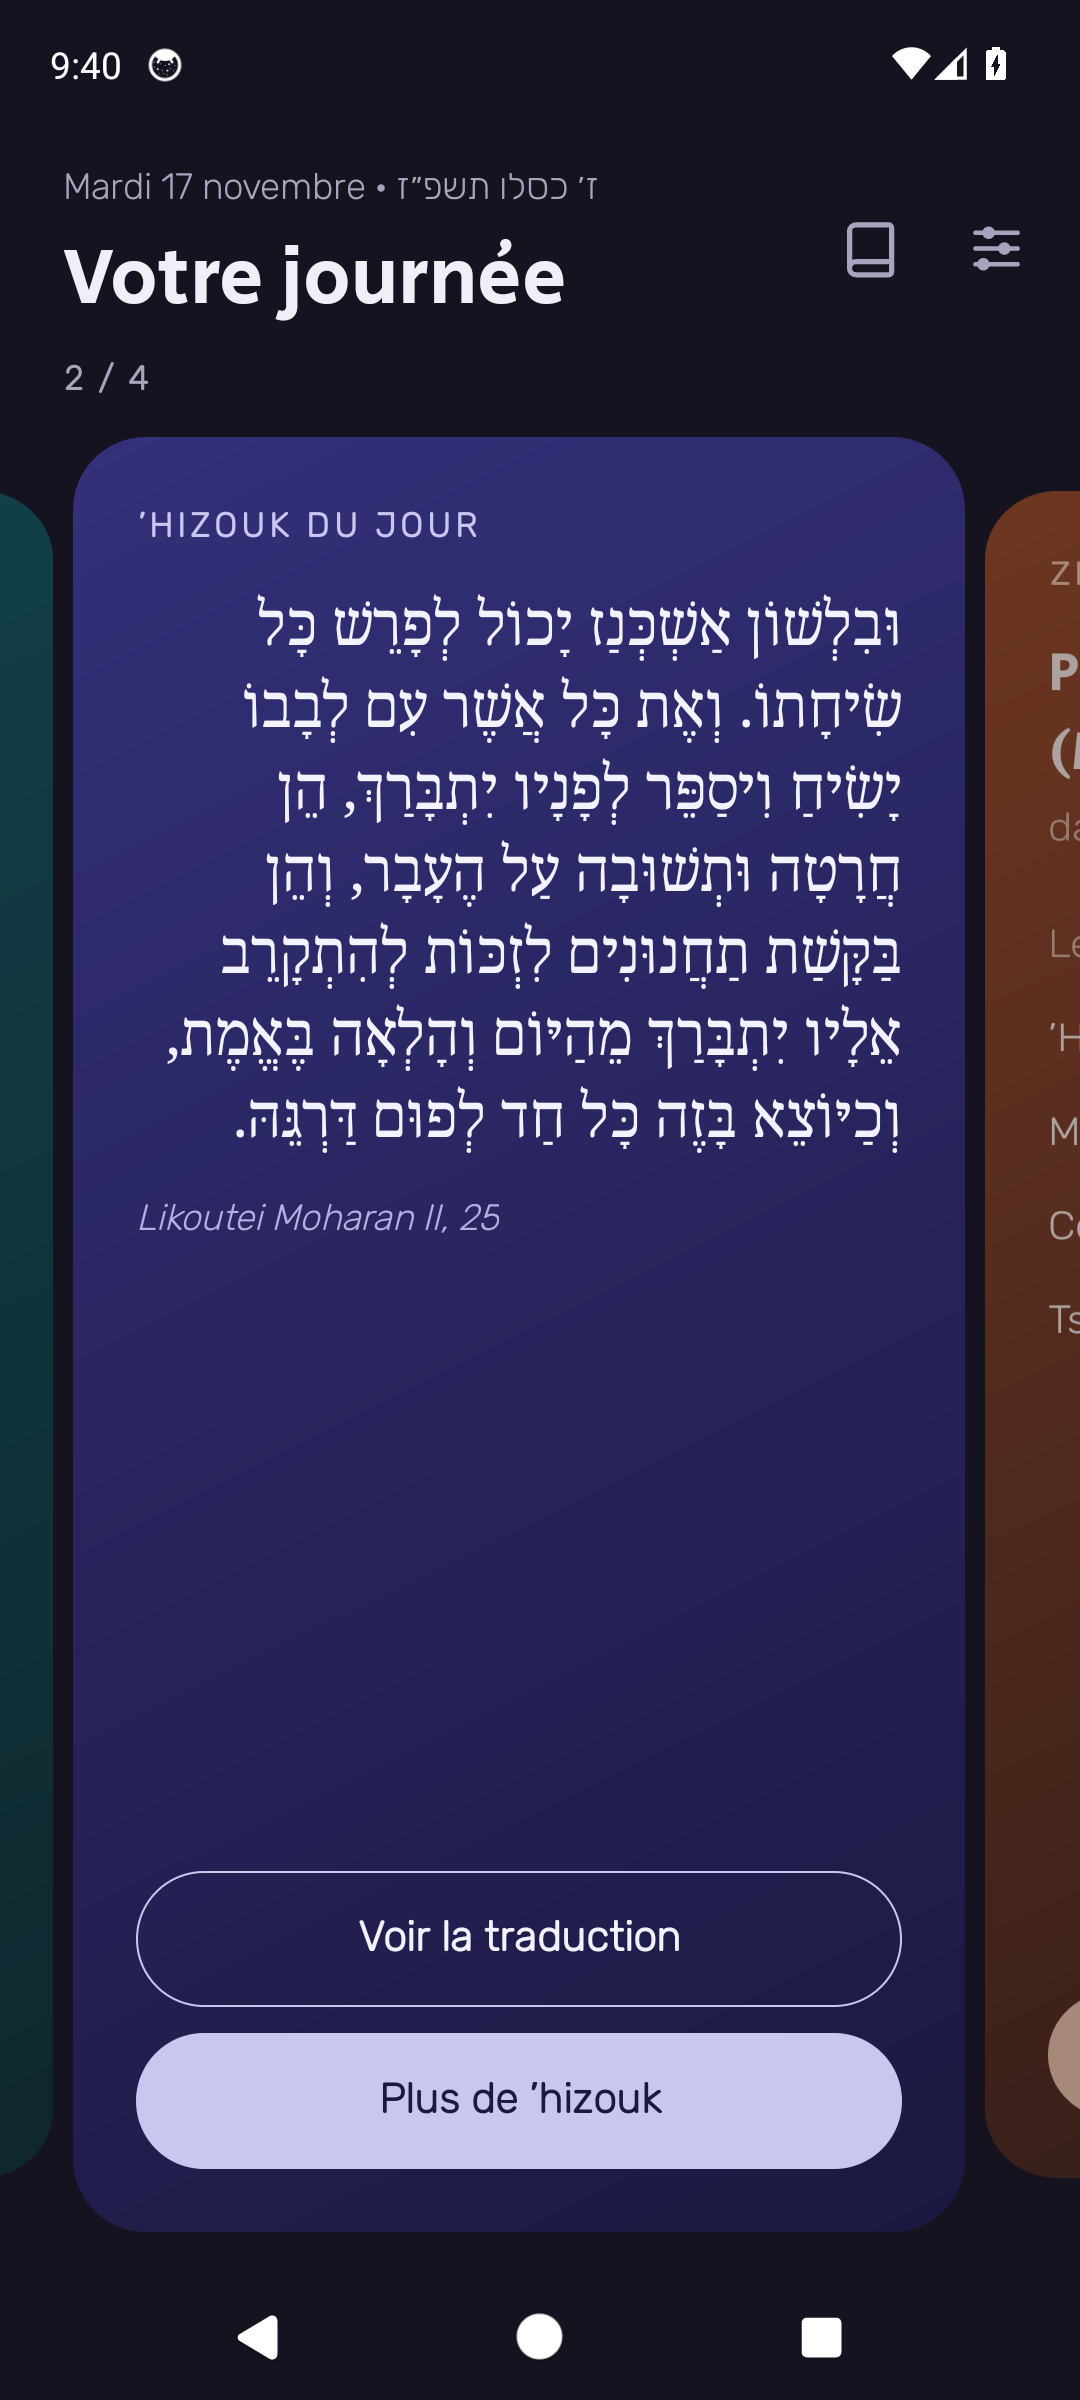 9:40
Mardi 17 novembre • ז׳ כסלו תשפ״ז
Votre journée
2 / 4
’HIZOUK DU JOUR
וּבִלְשׁוֹן אַשְׁכְּנַז יָכוֹל לְפָרֵשׁ כָּל
שִׂיחָתוֹ. וְאֶת כָּל אֲשֶׁר עִם לְבָבוֹ
יָשִׂיחַ וִיסַפֵּר לְפָנָיו יִתְבָּרַךְ, הֵן
חֲרָטָה וּתְשׁוּבָה עַל הֶעָבָר, וְהֵן
בַּקָּשַׁת תַחֲנוּנִים לִזְכּוֹת לְהִתְקָרֵב
אֵלָיו יִתְבָּרַךְ מֵהַיּוֹם וְהָלְאָה בֶּאֱמֶת,
וְכַיּוֹצֵא בָּזֶה כָּל חַד לְפוּם דַּרְגֵּהּ.
Likoutei Moharan II, 25
Voir la traduction
Plus de ’hizouk